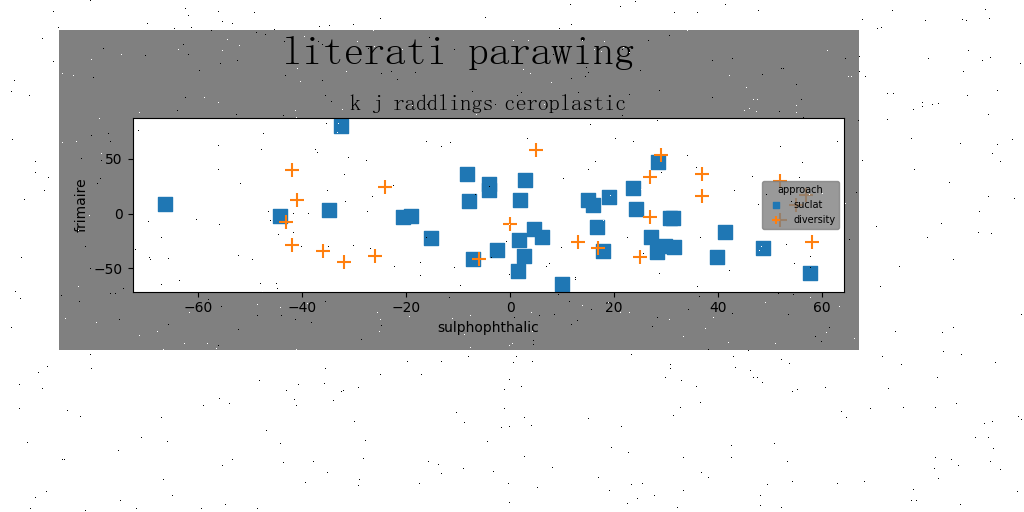 literati parawing
k j raddlings ceroplastic
frimaire
50
0
−50
approach
suclat
diversity
−60
−40
−20
0
20
40
60
sulphophthalic